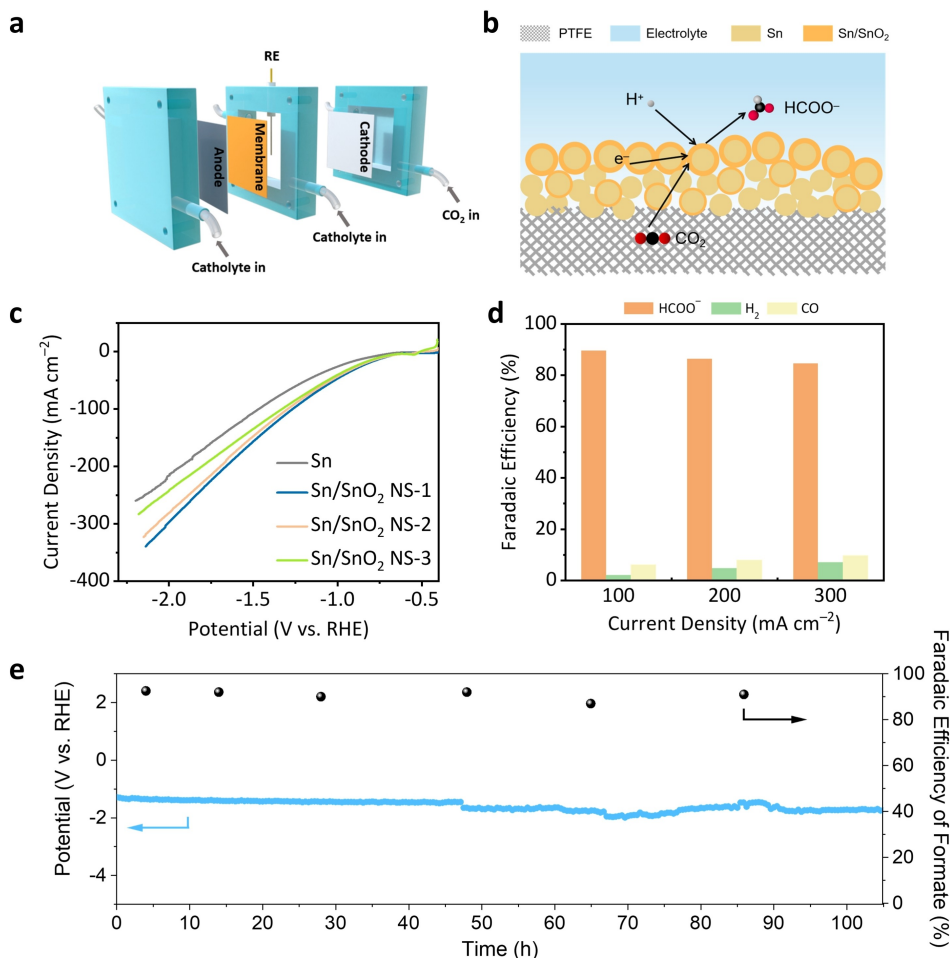 a
RE
Anode
Membrane
Cathode
CO₂ in
Catholyte in
Catholyte in
b
PTFE Electrolyte Sn Sn/SnO₂
H⁺
HCOO⁻
e⁻
CO₂
c
Current Density (mA cm⁻²)
0
-100
-200
-300
-400
Sn
Sn/SnO₂ NS-1
Sn/SnO₂ NS-2
Sn/SnO₂ NS-3
-2.0 -1.5 -1.0 -0.5
Potential (V vs. RHE)
d
HCOO⁻ H₂ CO
Faradaic Efficiency (%)
100
80
60
40
20
0
100 200 300
Current Density (mA cm⁻²)
e
Potential (V vs. RHE)
2
0
-2
-4
Faradaic Efficiency of Formate (%)
100
80
60
40
20
0
0 10 20 30 40 50 60 70 80 90 100
Time (h)